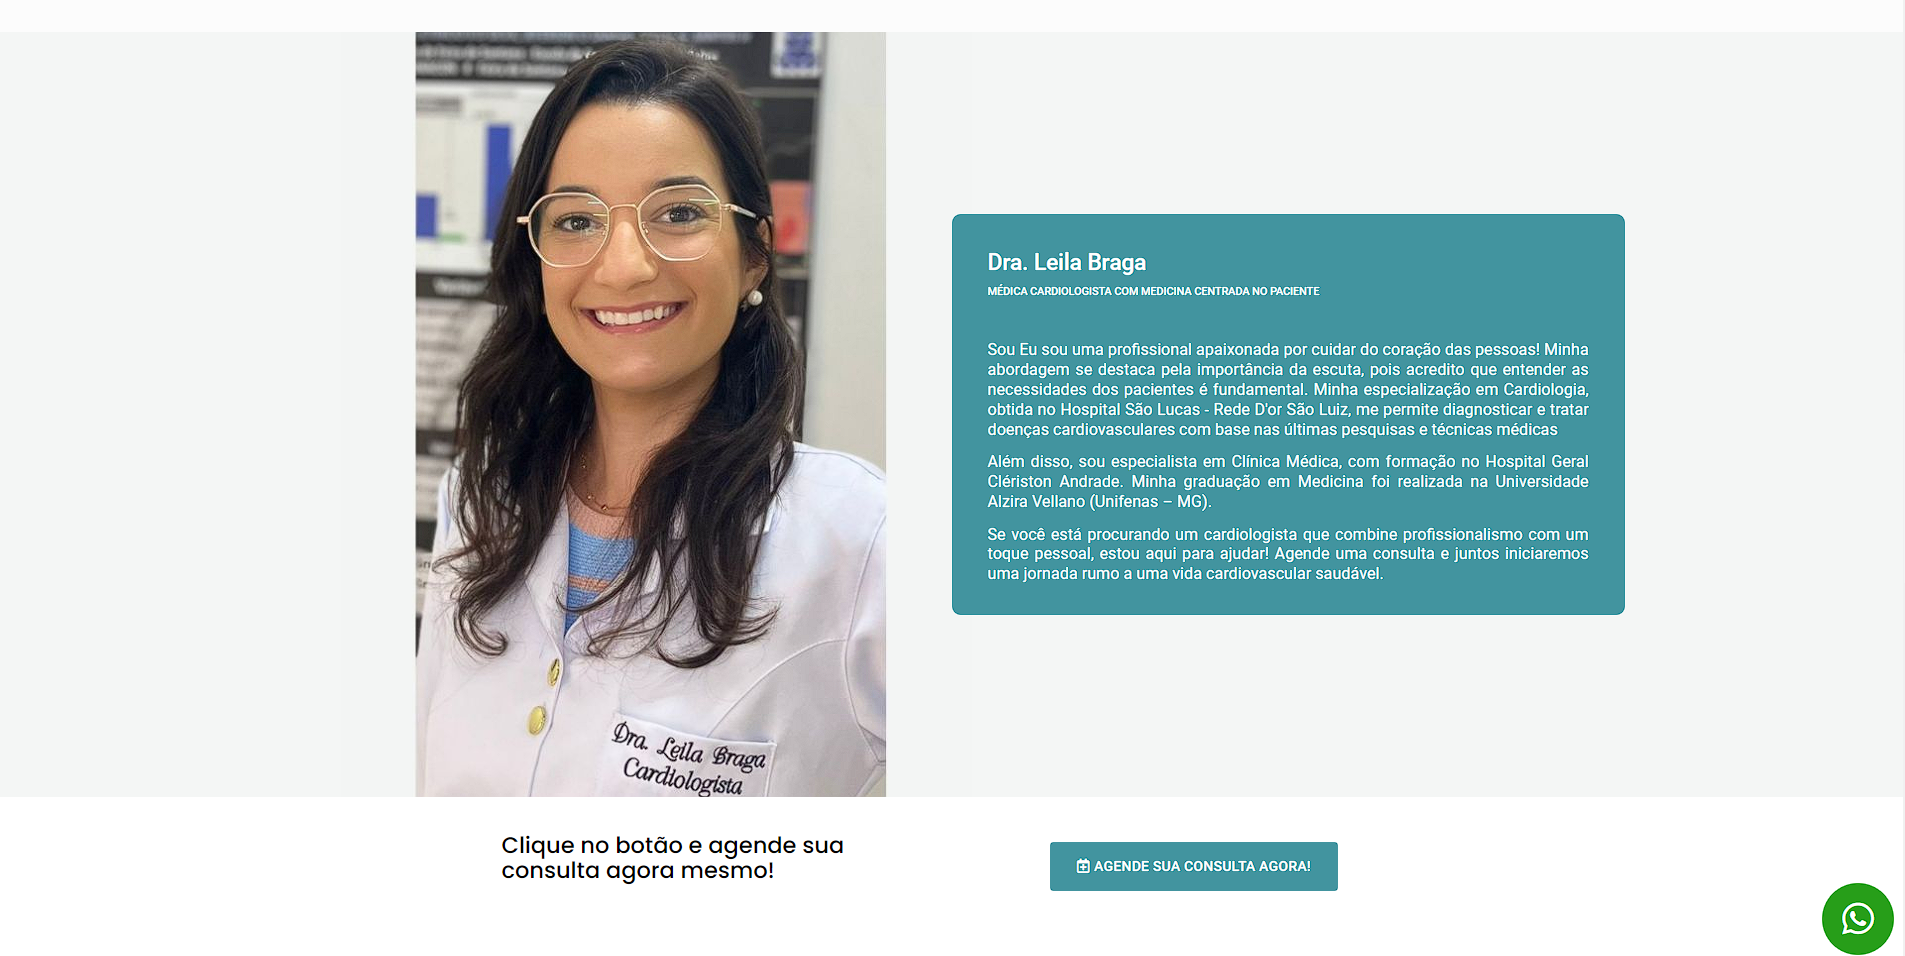 Dra. Leila Braga
Cardiologista
Dra. Leila Braga
MÉDICA CARDIOLOGISTA COM MEDICINA CENTRADA NO PACIENTE
Sou Eu sou uma profissional apaixonada por cuidar do coração das pessoas! Minha
abordagem se destaca pela importância da escuta, pois acredito que entender as
necessidades dos pacientes é fundamental. Minha especialização em Cardiologia,
obtida no Hospital São Lucas - Rede D'or São Luiz, me permite diagnosticar e tratar
doenças cardiovasculares com base nas últimas pesquisas e técnicas médicas
Além disso, sou especialista em Clínica Médica, com formação no Hospital Geral
Clériston Andrade. Minha graduação em Medicina foi realizada na Universidade
Alzira Vellano (Unifenas – MG).
Se você está procurando um cardiologista que combine profissionalismo com um
toque pessoal, estou aqui para ajudar! Agende uma consulta e juntos iniciaremos
uma jornada rumo a uma vida cardiovascular saudável.
Clique no botão e agende sua
consulta agora mesmo!
AGENDE SUA CONSULTA AGORA!